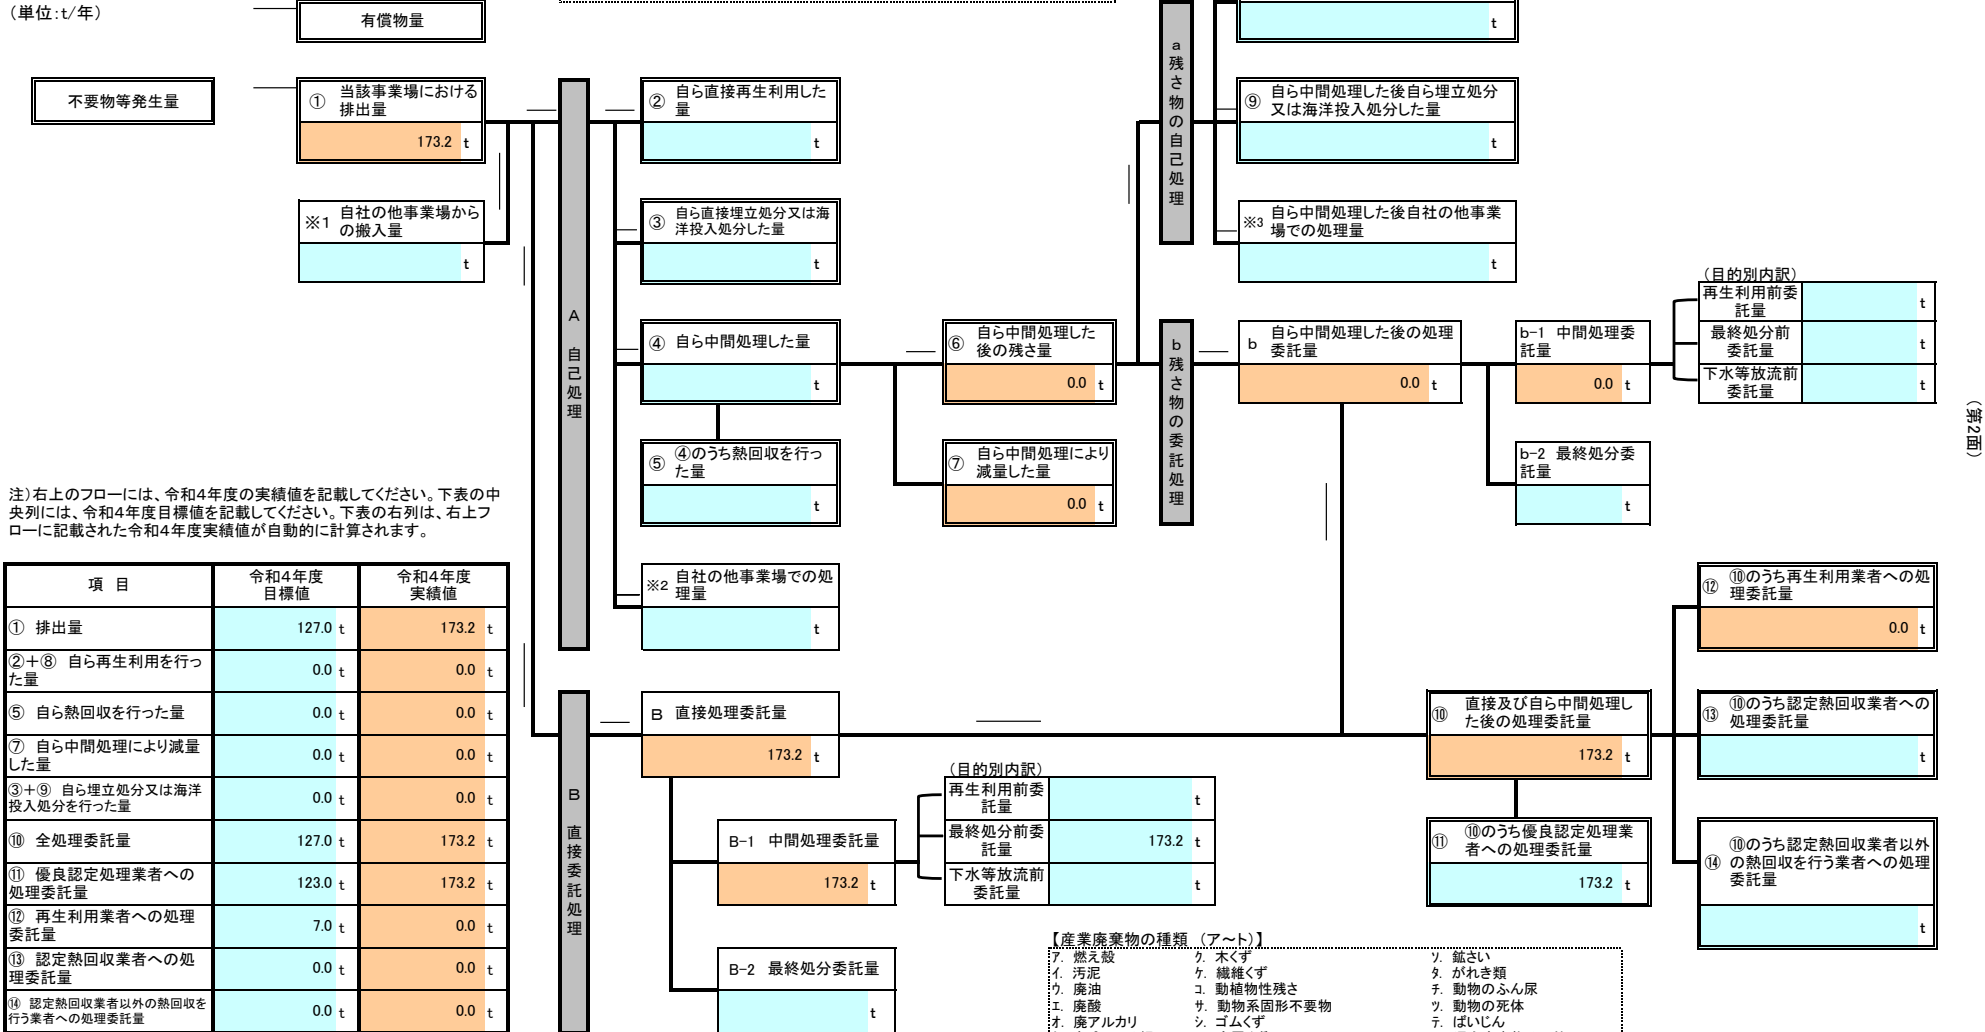 （単位:t/年）
有償物量
t
不要物等発生量
① 当該事業場における
排出量
173.2 t
② 自ら直接再生利用した
量
t
a
残さ物の自己処理
⑨ 自ら中間処理した後自ら埋立処分
又は海洋投入処分した量
t
※1 自社の他事業場から
の搬入量
t
③ 自ら直接埋立処分又は海
洋投入処分した量
t
※3 自ら中間処理した後自社の他事業
場での処理量
t
A 自己処理
④ 自ら中間処理した量
t
⑥ 自ら中間処理した
後の残さ量
0.0 t
b 残さ物の委託処理
b 自ら中間処理した後の処理
委託量
0.0 t
b-1 中間処理委
託量
0.0 t
（目的別内訳）
再生利用前委
託量 t
最終処分前
委託量 t
下水等放流前
委託量 t
（第2面）
⑤ ④のうち熱回収を行っ
た量
t
⑦ 自ら中間処理により
減量した量
0.0 t
b-2 最終処分委
託量
t
注）右上のフローには、令和4年度の実績値を記載してください。下表の中
央列には、令和4年度目標値を記載してください。下表の右列は、右上フ
ローに記載された令和4年度実績値が自動的に計算されます。
※2 自社の他事業場での処
理量
t
項 目 令和4年度
目標値 令和4年度
実績値
① 排出量 127.0 t 173.2 t
②＋⑧ 自ら再生利用を行っ
た量 0.0 t 0.0 t
⑤ 自ら熱回収を行った量 0.0 t 0.0 t
⑦ 自ら中間処理により減量
した量 0.0 t 0.0 t
③＋⑨ 自ら埋立処分又は海洋
投入処分を行った量 0.0 t 0.0 t
⑩ 全処理委託量 127.0 t 173.2 t
⑪ 優良認定処理業者への
処理委託量 123.0 t 173.2 t
⑫ 再生利用業者への処理
委託量 7.0 t 0.0 t
⑬ 認定熱回収業者への処
理委託量 0.0 t 0.0 t
⑭ 認定熱回収業者以外の熱回収を
行う業者への処理委託量 0.0 t 0.0 t
B 直接委託処理
B 直接処理委託量
173.2 t
B-1 中間処理委託量
173.2 t
（目的別内訳）
再生利用前委
託量 t
最終処分前委
託量 173.2 t
下水等放流前
委託量 t
B-2 最終処分委託量
t
⑩ 直接及び自ら中間処理し
た後の処理委託量
173.2 t
⑪ ⑩のうち優良認定処理業
者への処理委託量
173.2 t
⑫ ⑩のうち再生利用業者への処
理委託量
0.0 t
⑬ ⑩のうち認定熱回収業者への
処理委託量
t
⑭ ⑩のうち認定熱回収業者以外
の熱回収を行う業者への処理
委託量
t
【産業廃棄物の種類 （ア～ト）】
ア. 燃え殻 ク. 木くず ソ. 鉱さい
イ. 汚泥 ケ. 繊維くず タ. がれき類
ウ. 廃油 コ. 動植物性残さ チ. 動物のふん尿
エ. 廃酸 サ. 動物系固形不要物 ツ. 動物の死体
オ. 廃アルカリ シ. ゴムくず テ. ばいじん